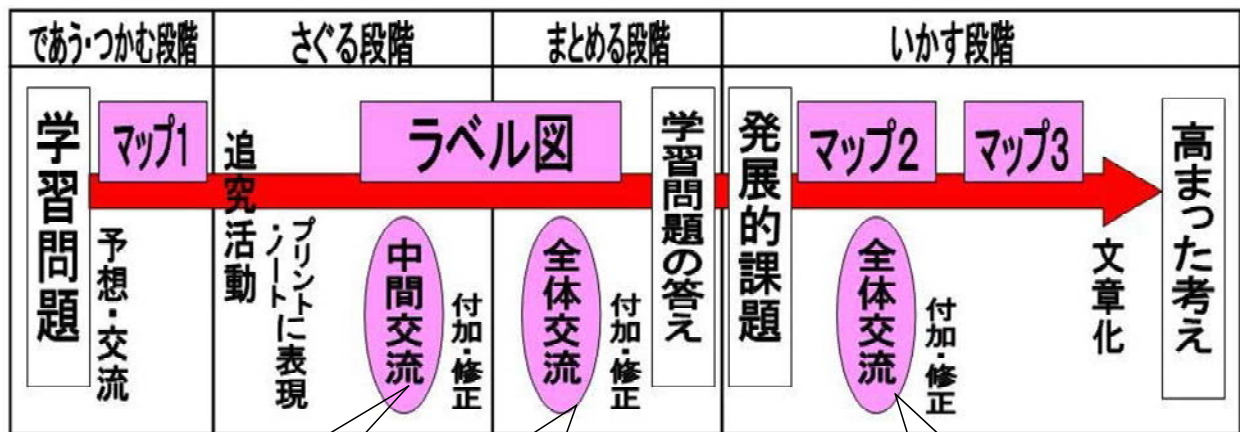 であう・つかむ段階
さぐる段階
まとめる段階
いかす段階
学習問題
マップ1
予想・交流
追究活動
プリント
・ノートに表現
ラベル図
中間交流
付加・修正
全体交流
付加・修正
学習問題の答え
発展的課題
マップ2
全体交流
付加・修正
マップ3
文章化
高まった考え